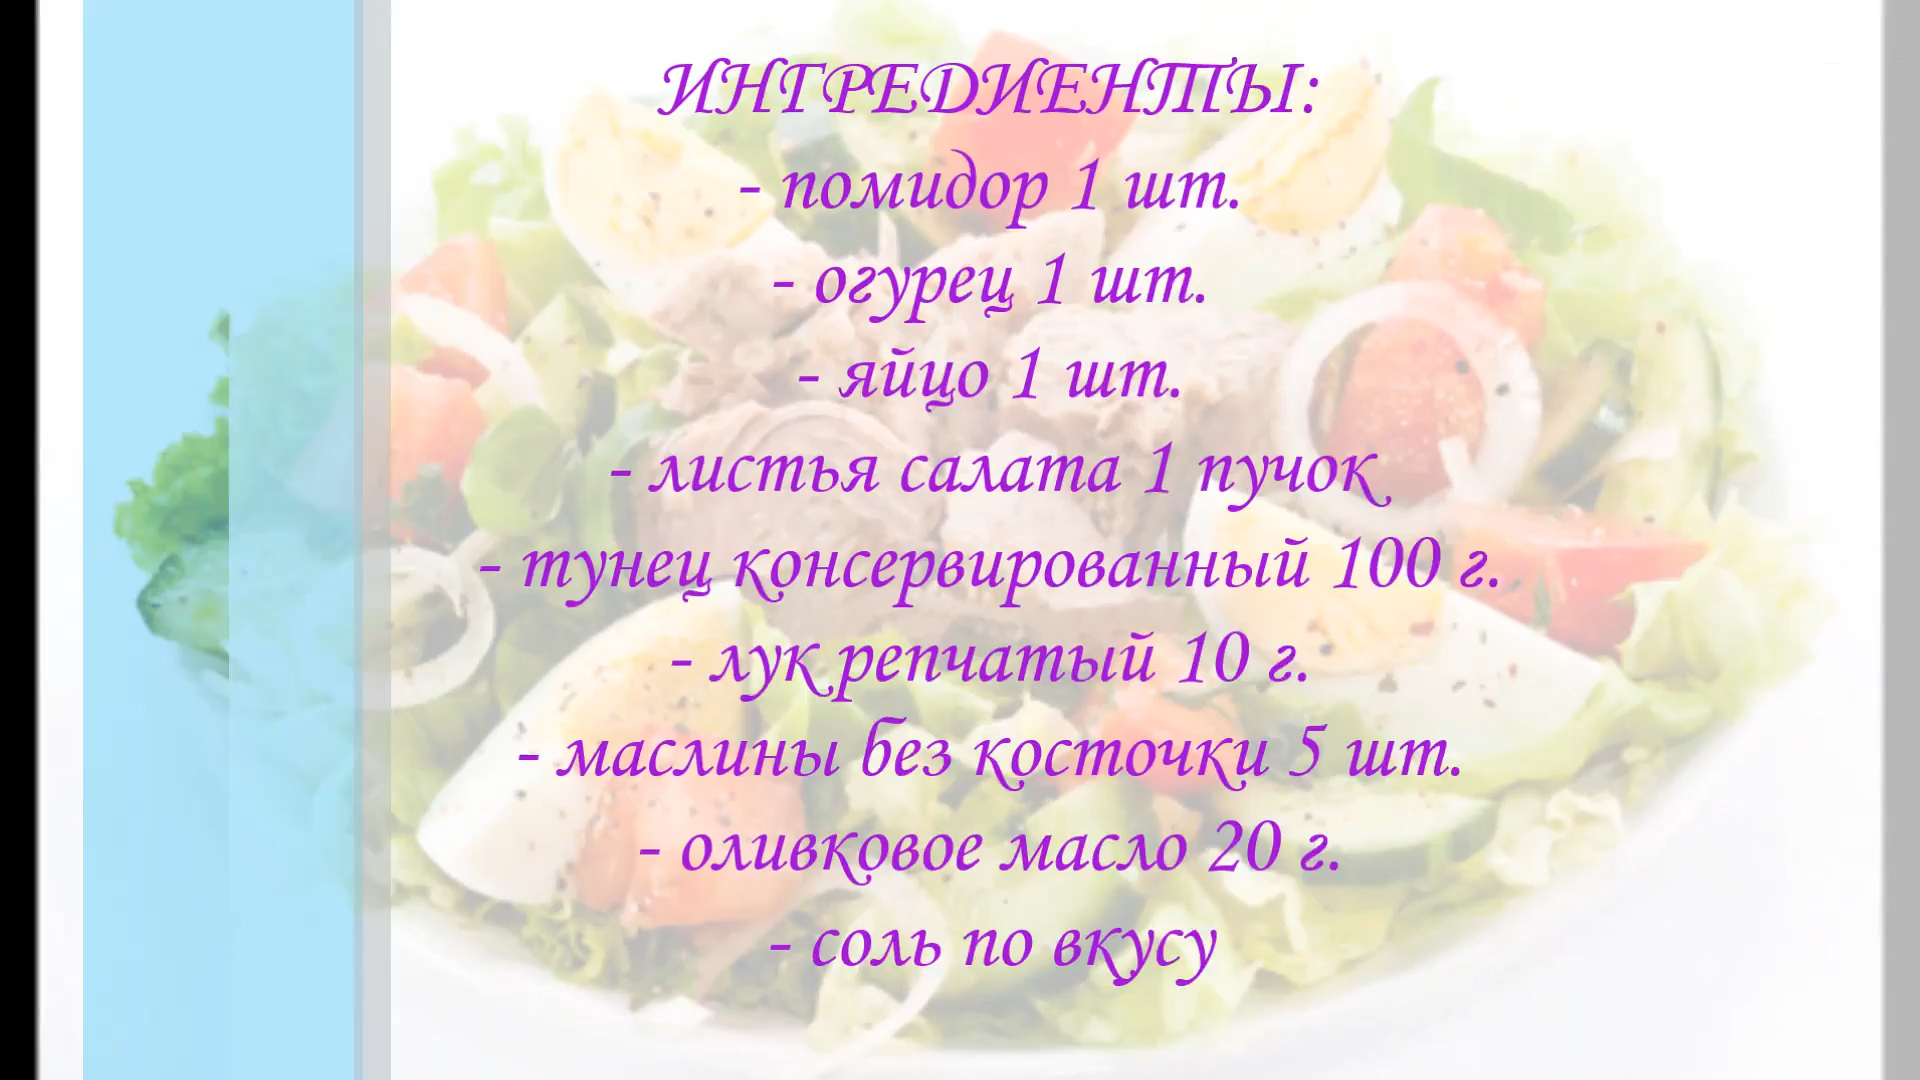 ИНГРЕДИЕНТЫ:
- помидор 1 шт.
- огурец 1 шт.
- яйцо 1 шт.
- листья салата 1 пучок
- тунец консервированный 100 г.
- лук репчатый 10 г.
- маслины без косточки 5 шт.
- оливковое масло 20 г.
- соль по вкусу